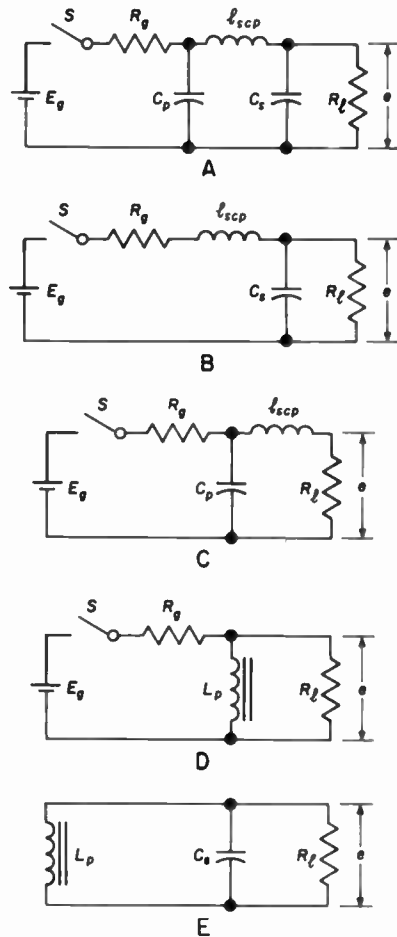 S R_g ℓ_scp
E_g C_p C_s R_ℓ e
A
S R_g ℓ_scp
E_g C_s R_ℓ e
B
S R_g ℓ_scp
E_g C_p R_ℓ e
C
S R_g
E_g L_p R_ℓ e
D
L_p C_s R_ℓ e
E